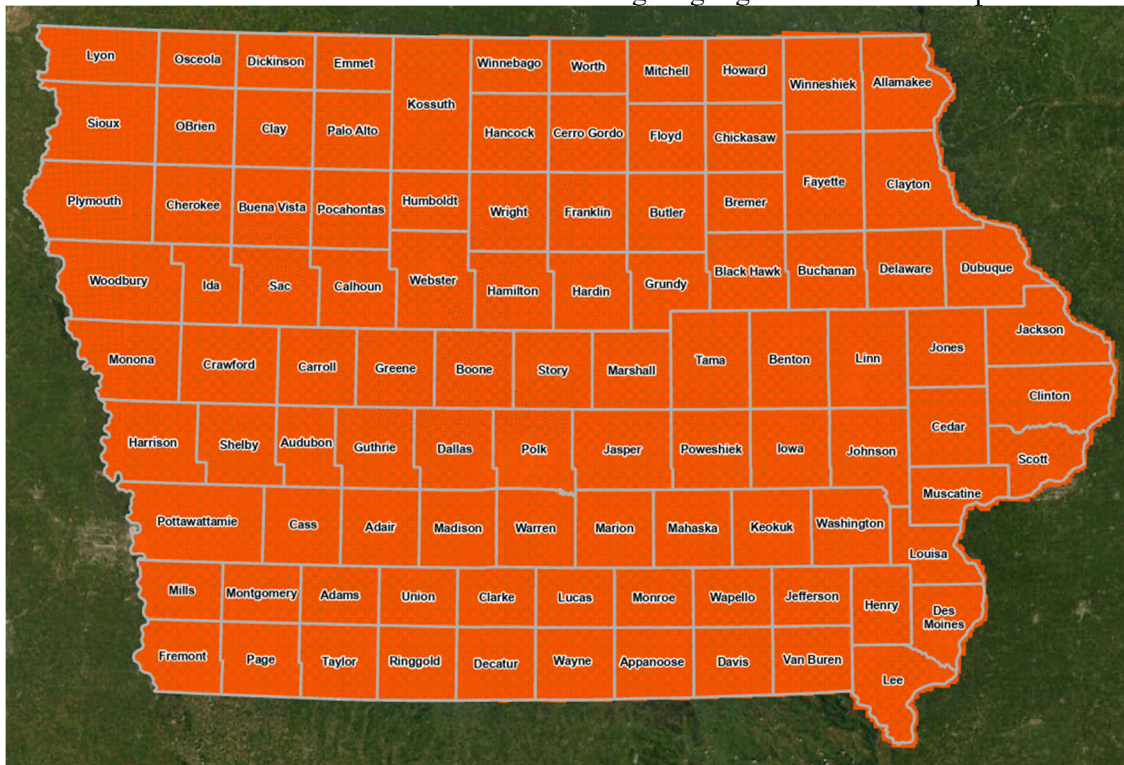 Lyon
Osceola
Dickinson
Emmet
Kossuth
Winnebago
Worth
Mitchell
Howard
Winneshiek
Allamakee
Sioux
OBrien
Clay
Palo Alto
Hancock
Cerro Gordo
Floyd
Chickasaw
Fayette
Clayton
Plymouth
Cherokee
Buena Vista
Pocahontas
Humboldt
Wright
Franklin
Butler
Bremer
Woodbury
Ida
Sac
Calhoun
Webster
Hamilton
Hardin
Grundy
Black Hawk
Buchanan
Delaware
Dubuque
Monona
Crawford
Carroll
Greene
Boone
Story
Marshall
Tama
Benton
Linn
Jones
Jackson
Clinton
Harrison
Shelby
Audubon
Guthrie
Dallas
Polk
Jasper
Poweshiek
Iowa
Johnson
Cedar
Scott
Muscatine
Pottawattamie
Cass
Adair
Madison
Warren
Marion
Mahaska
Keokuk
Washington
Louisa
Mills
Montgomery
Adams
Union
Clarke
Lucas
Monroe
Wapello
Jefferson
Henry
Des
Moines
Fremont
Page
Taylor
Ringgold
Decatur
Wayne
Appanoose
Davis
Van Buren
Lee